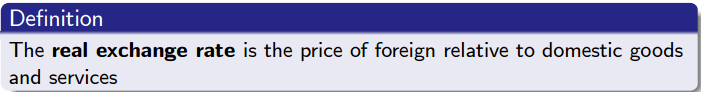 Definition
The real exchange rate is the price of foreign relative to domestic goods
and services